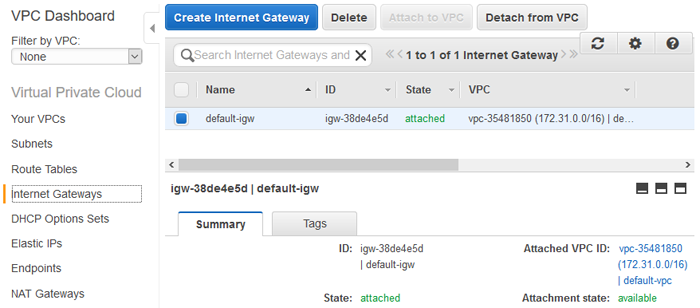 VPC Dashboard
Filter by VPC:
None
Virtual Private Cloud
Your VPCs
Subnets
Route Tables
Internet Gateways
DHCP Options Sets
Elastic IPs
Endpoints
NAT Gateways
Create Internet Gateway Delete Attach to VPC Detach from VPC
Search Internet Gateways and 1 to 1 of 1 Internet Gateway
Name ID State VPC
default-igw igw-38de4e5d attached vpc-35481850 (172.31.0.0/16) | de…
igw-38de4e5d | default-igw
Summary Tags
ID: igw-38de4e5d Attached VPC ID: vpc-35481850
| default-igw (172.31.0.0/16)
| default-vpc
State: attached Attachment state: available